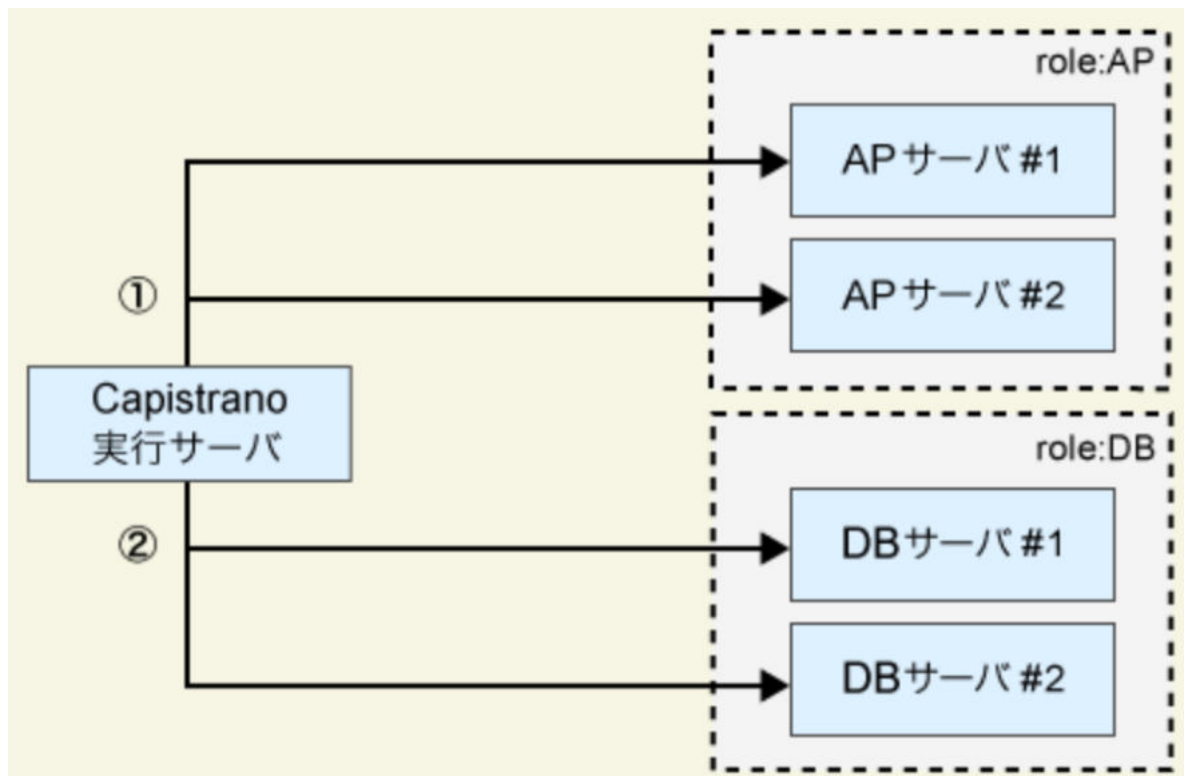 role:AP
APサーバ #1
①
APサーバ #2
Capistrano
実行サーバ
role:DB
②
DBサーバ #1
DBサーバ #2